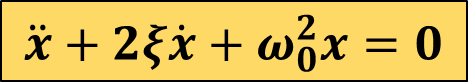 ẍ + 2ξẋ + ω₀²x = 0